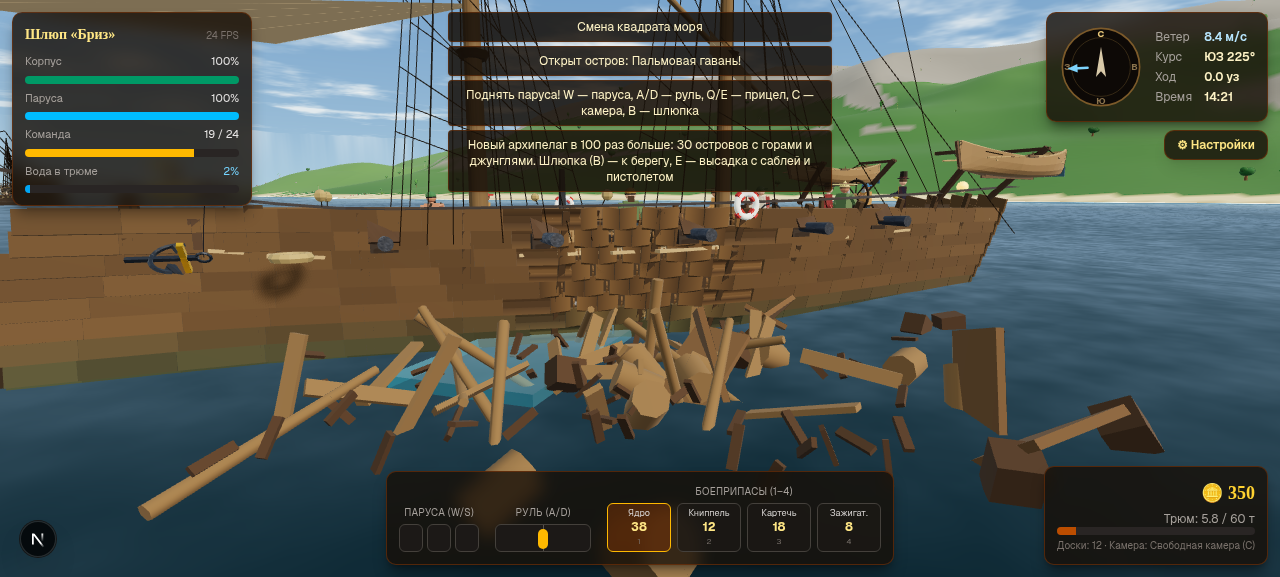 Шлюп «Бриз»
24 FPS
Корпус 100%
Паруса 100%
Команда 19 / 24
Вода в трюме 2%
Смена квадрата моря
Открыт остров: Пальмовая гавань!
Поднять паруса! W — паруса, A/D — руль, Q/E — прицел, C —
камера, B — шлюпка
Новый архипелаг в 100 раз больше: 30 островов с горами и
джунглями. Шлюпка (B) — к берегу, E — высадка с саблей и
пистолетом
С
З
В
Ю
Ветер 8.4 м/с
Курс ЮЗ 225°
Ход 0.0 уз
Время 14:21
⚙ Настройки
ПАРУСА (W/S)
РУЛЬ (A/D)
БОЕПРИПАСЫ (1–4)
Ядро
38
1
Книппель
12
2
Картечь
18
3
Зажигат.
8
4
350
Трюм: 5.8 / 60 т
Доски: 12 · Камера: Свободная камера (C)
N